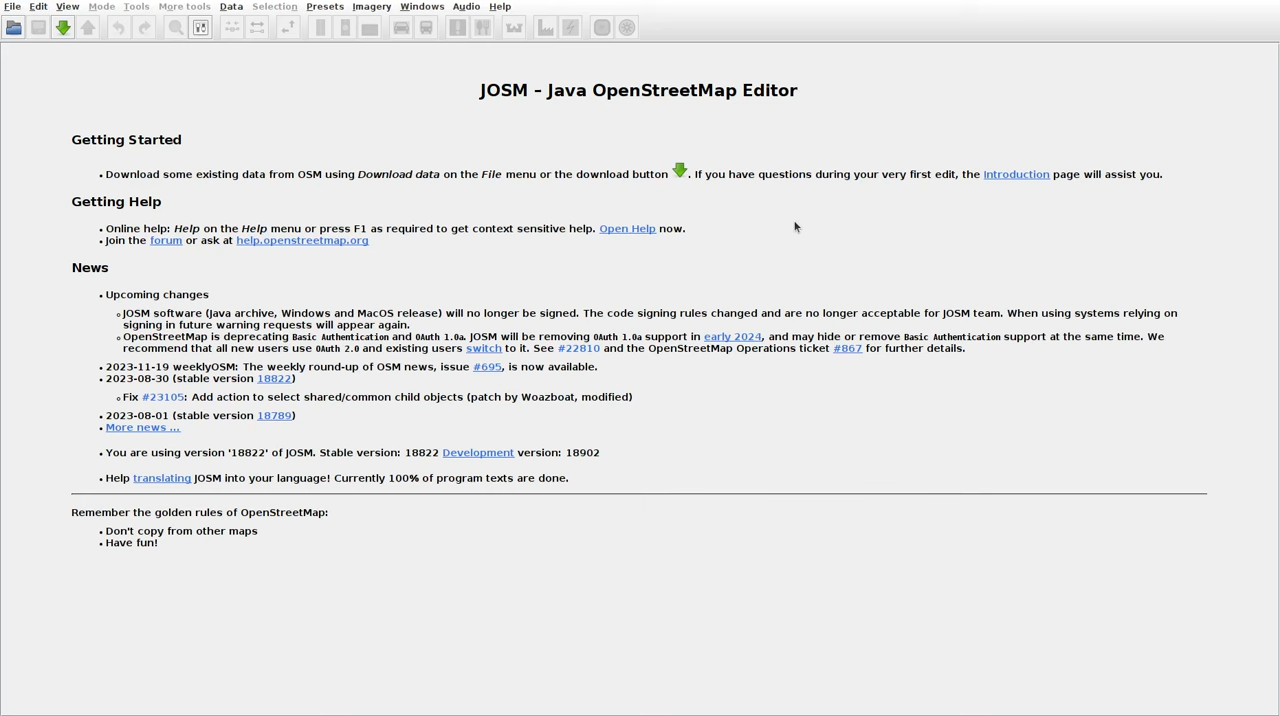 File Edit View Mode Tools More tools Data Selection Presets Imagery Windows Audio Help
JOSM – Java OpenStreetMap Editor
Getting Started
Download some existing data from OSM using Download data on the File menu or the download button . If you have questions during your very first edit, the Introduction page will assist you.
Getting Help
Online help: Help on the Help menu or press F1 as required to get context sensitive help. Open Help now.
Join the forum or ask at help.openstreetmap.org
News
Upcoming changes
JOSM software (Java archive, Windows and MacOS release) will no longer be signed. The code signing rules changed and are no longer acceptable for JOSM team. When using systems relying on
signing in future warning requests will appear again.
OpenStreetMap is deprecating Basic Authentication and OAuth 1.0a. JOSM will be removing OAuth 1.0a support in early 2024, and may hide or remove Basic Authentication support at the same time. We
recommend that all new users use OAuth 2.0 and existing users switch to it. See #22810 and the OpenStreetMap Operations ticket #867 for further details.
2023-11-19 weeklyOSM: The weekly round-up of OSM news, issue #695, is now available.
2023-08-30 (stable version 18822)
Fix #23105: Add action to select shared/common child objects (patch by Woazboat, modified)
2023-08-01 (stable version 18789)
More news ...
You are using version '18822' of JOSM. Stable version: 18822 Development version: 18902
Help translating JOSM into your language! Currently 100% of program texts are done.
Remember the golden rules of OpenStreetMap:
Don't copy from other maps
Have fun!